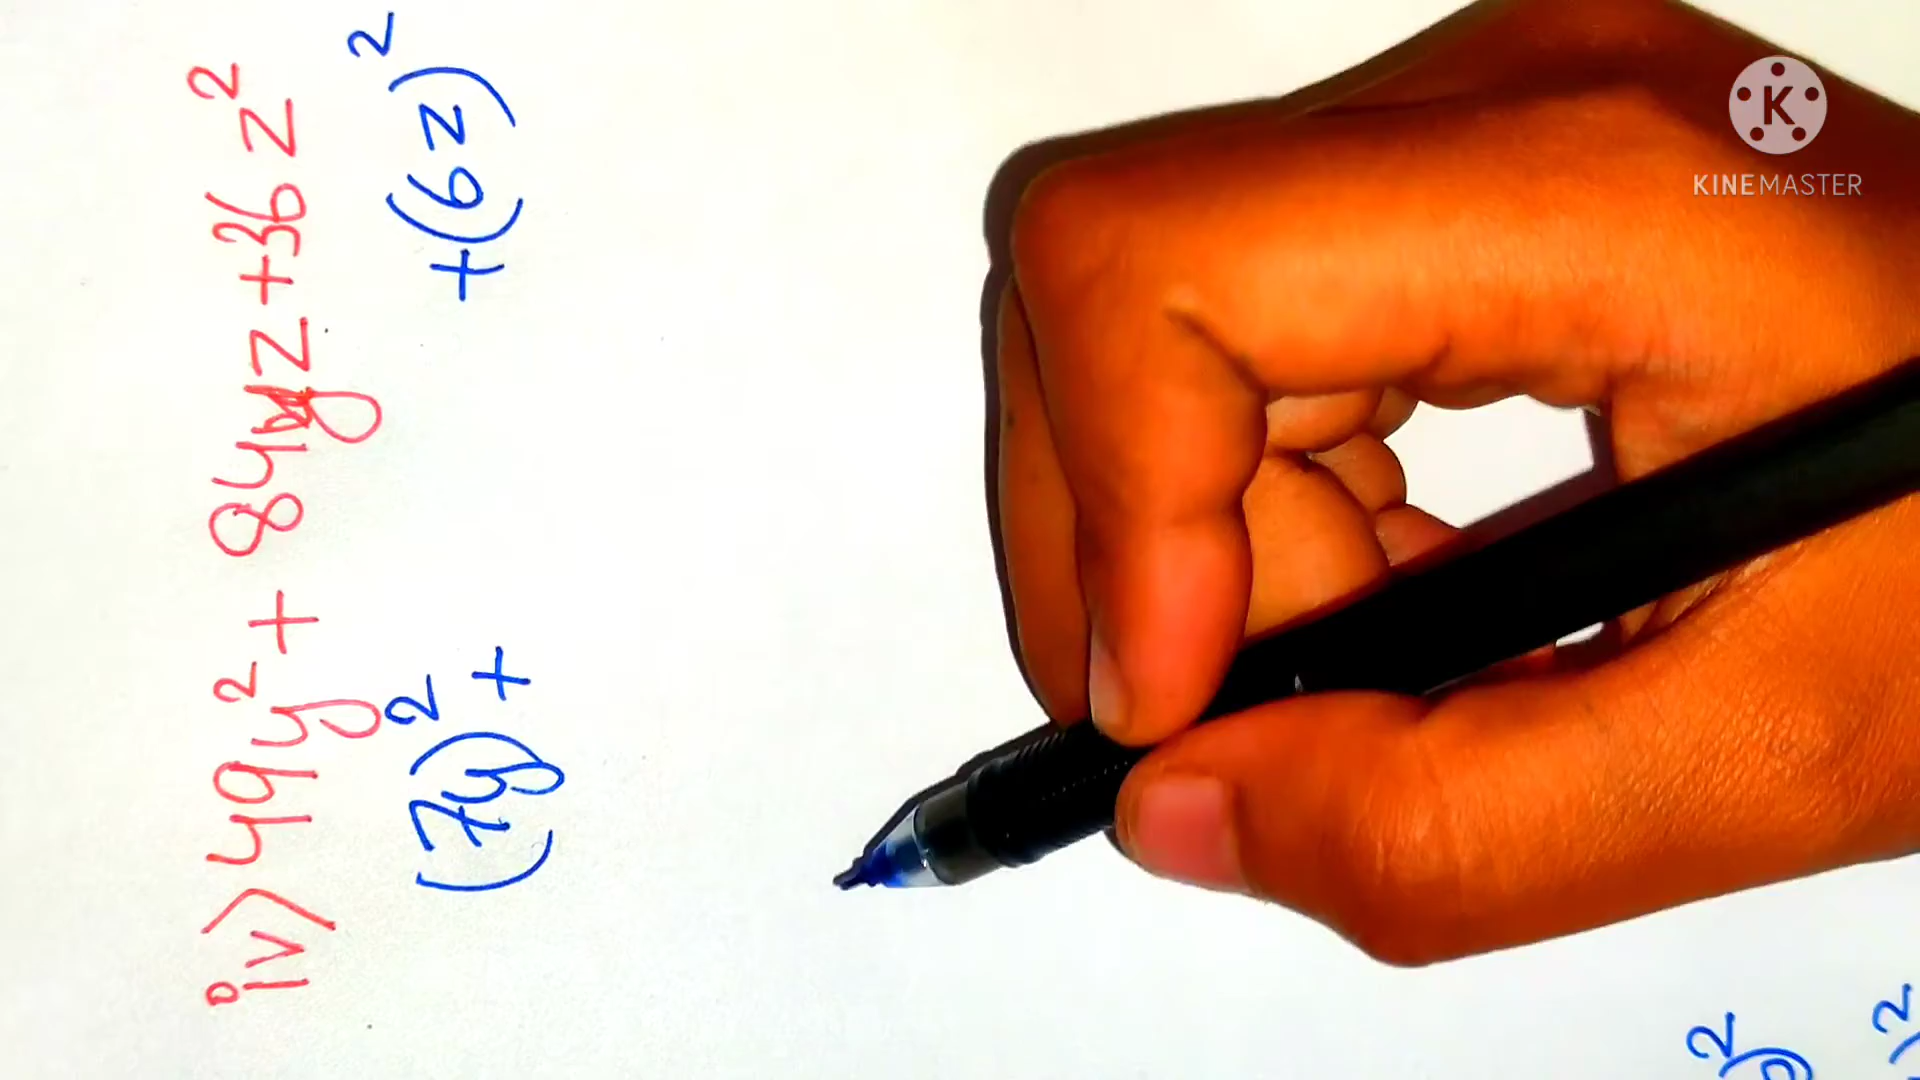 iv) 49y² + 84yz + 36z²
(7y)² + + (6z)²
KINEMASTER